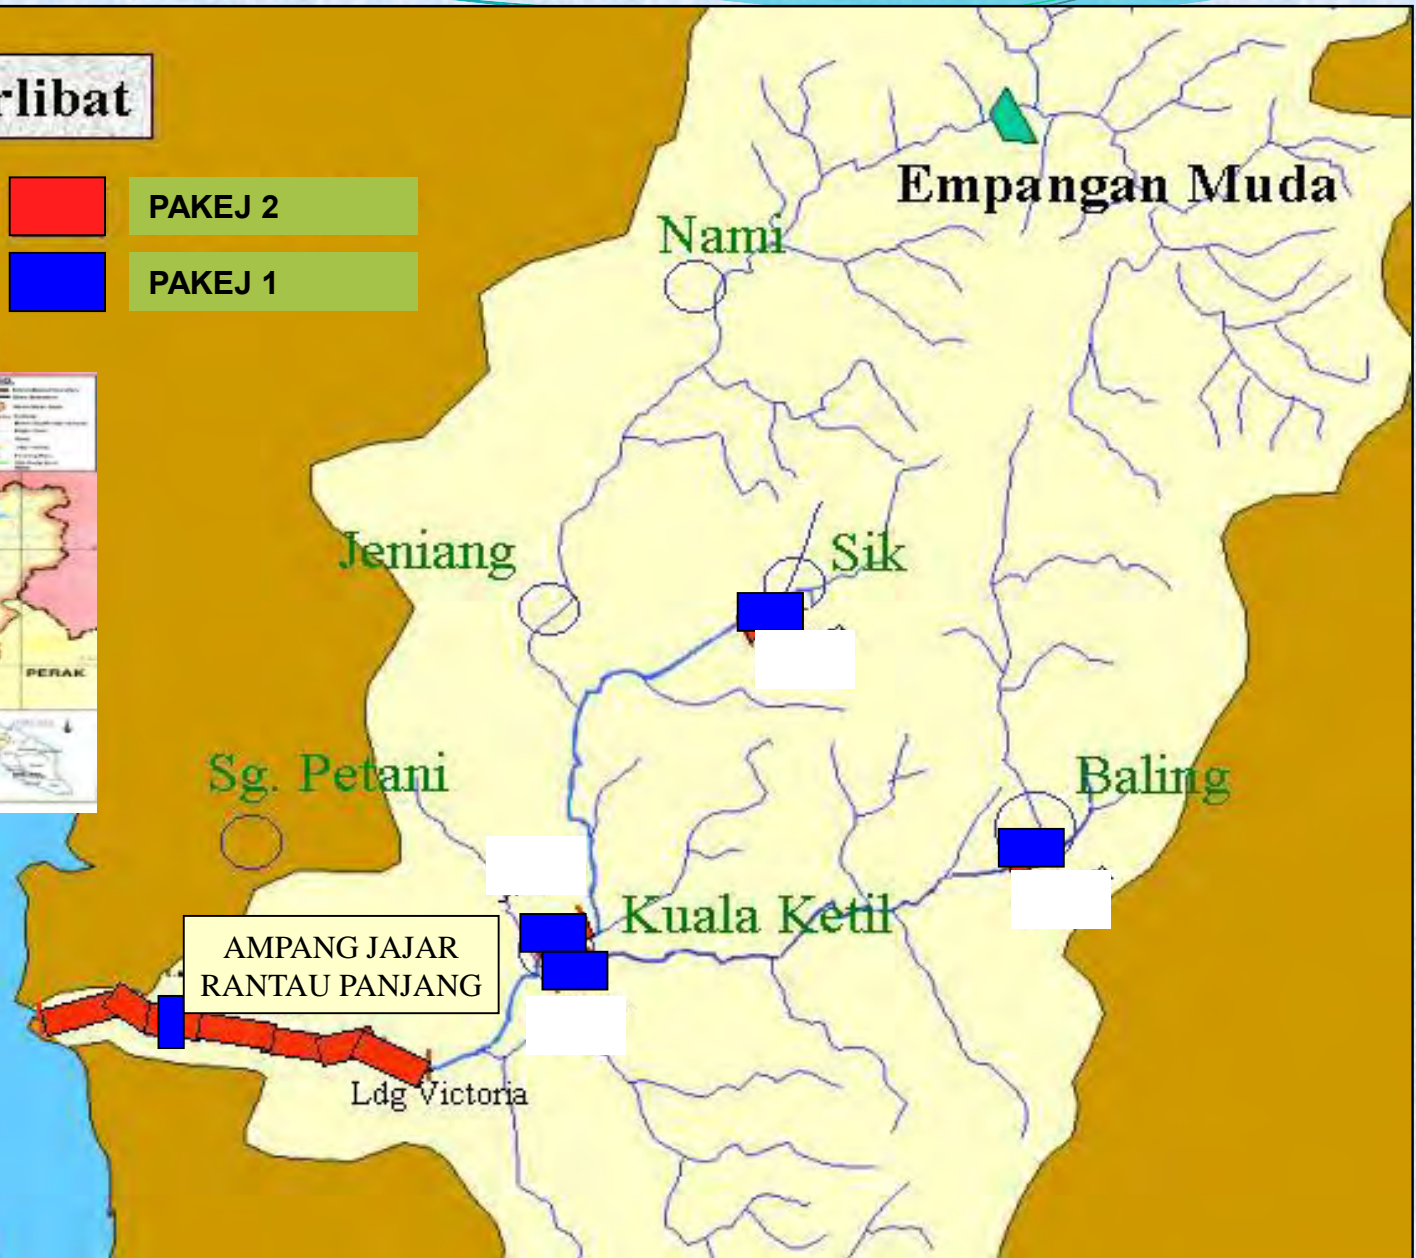 rlibat
PAKEJ 2
PAKEJ 1
Empangan Muda
Nami
Jeniang
Sik
PERAK
Sg. Petani
Baling
Kuala Ketil
AMPANG JAJAR
RANTAU PANJANG
Ldg Victoria